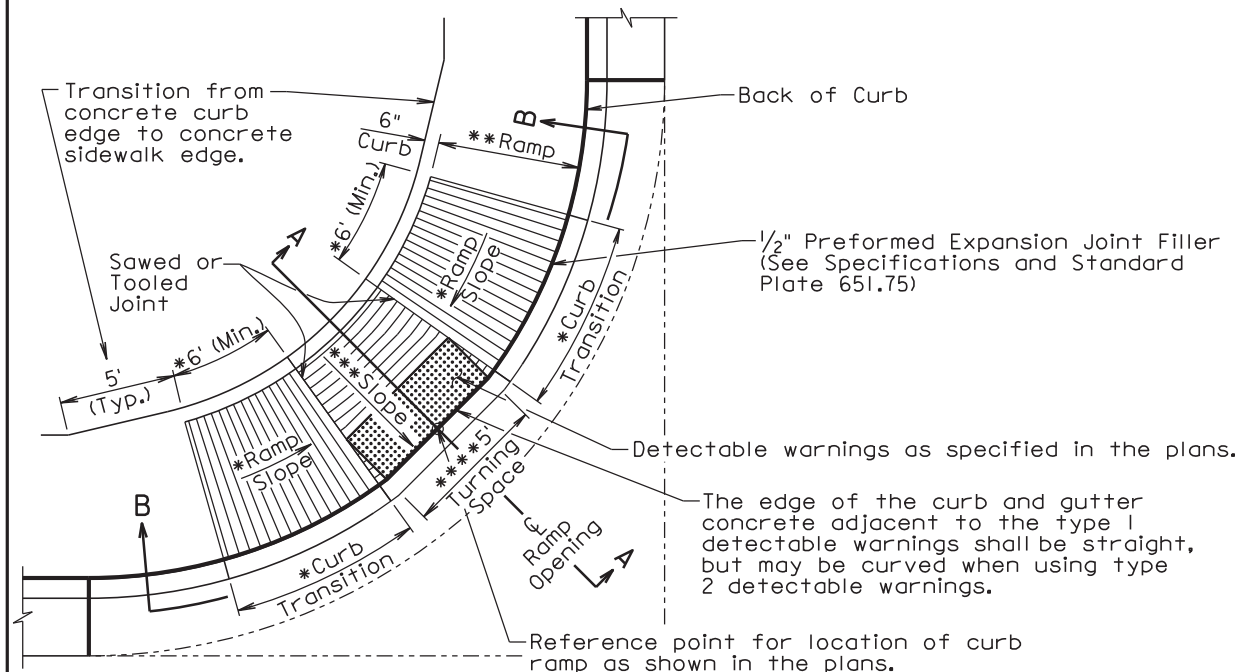 Transition from
concrete curb
edge to concrete
sidewalk edge.
6"
Curb
**Ramp
B
Back of Curb
*6' (Min.)
A
Sawed or
Tooled
Joint
*Ramp
Slope
1/2" Preformed Expansion Joint Filler
(See Specifications and Standard
Plate 651.75)
*Curb
Transition
*6' (Min.)
5'
(Typ.)
***Slope
*Ramp
Slope
****5'
Turning
Space
Detectable warnings as specified in the plans.
B
The edge of the curb and gutter
concrete adjacent to the type 1
detectable warnings shall be straight,
but may be curved when using type
2 detectable warnings.
℄
Ramp
Opening
A
*Curb
Transition
Reference point for location of curb
ramp as shown in the plans.